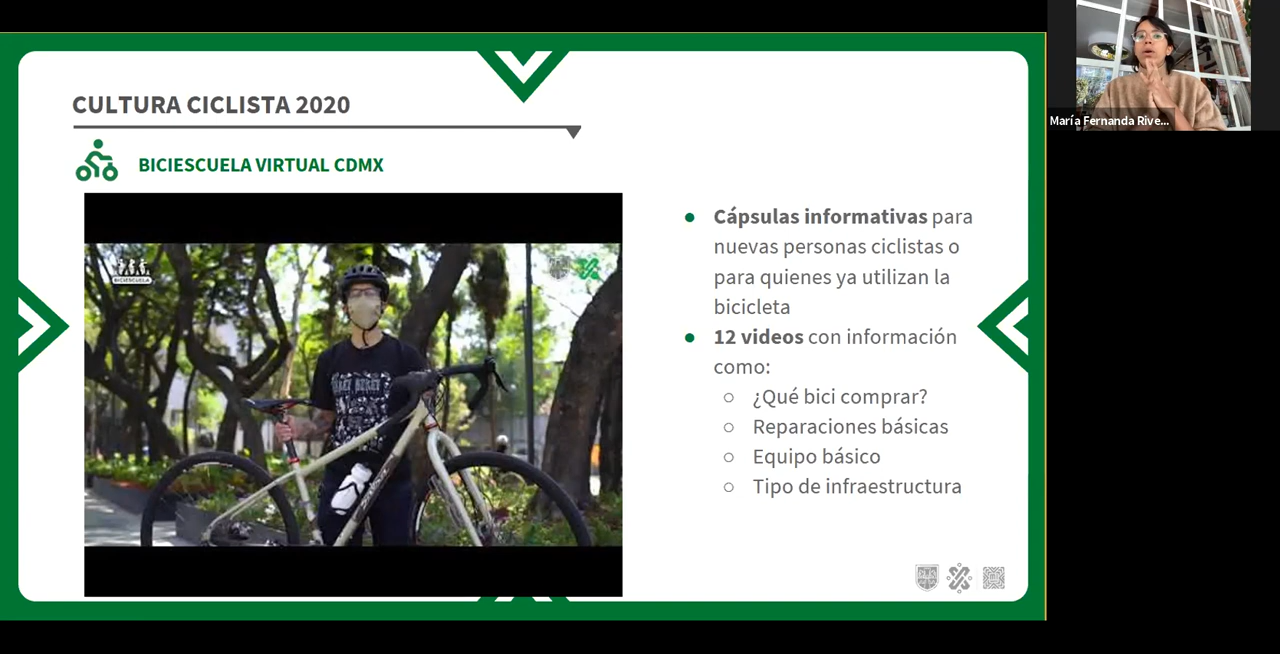 CULTURA CICLISTA 2020
BICIESCUELA VIRTUAL CDMX
BICIESCUELA
● Cápsulas informativas para
nuevas personas ciclistas o
para quienes ya utilizan la
bicicleta
● 12 videos con información
como:
○ ¿Qué bici comprar?
○ Reparaciones básicas
○ Equipo básico
○ Tipo de infraestructura
María Fernanda Rive...